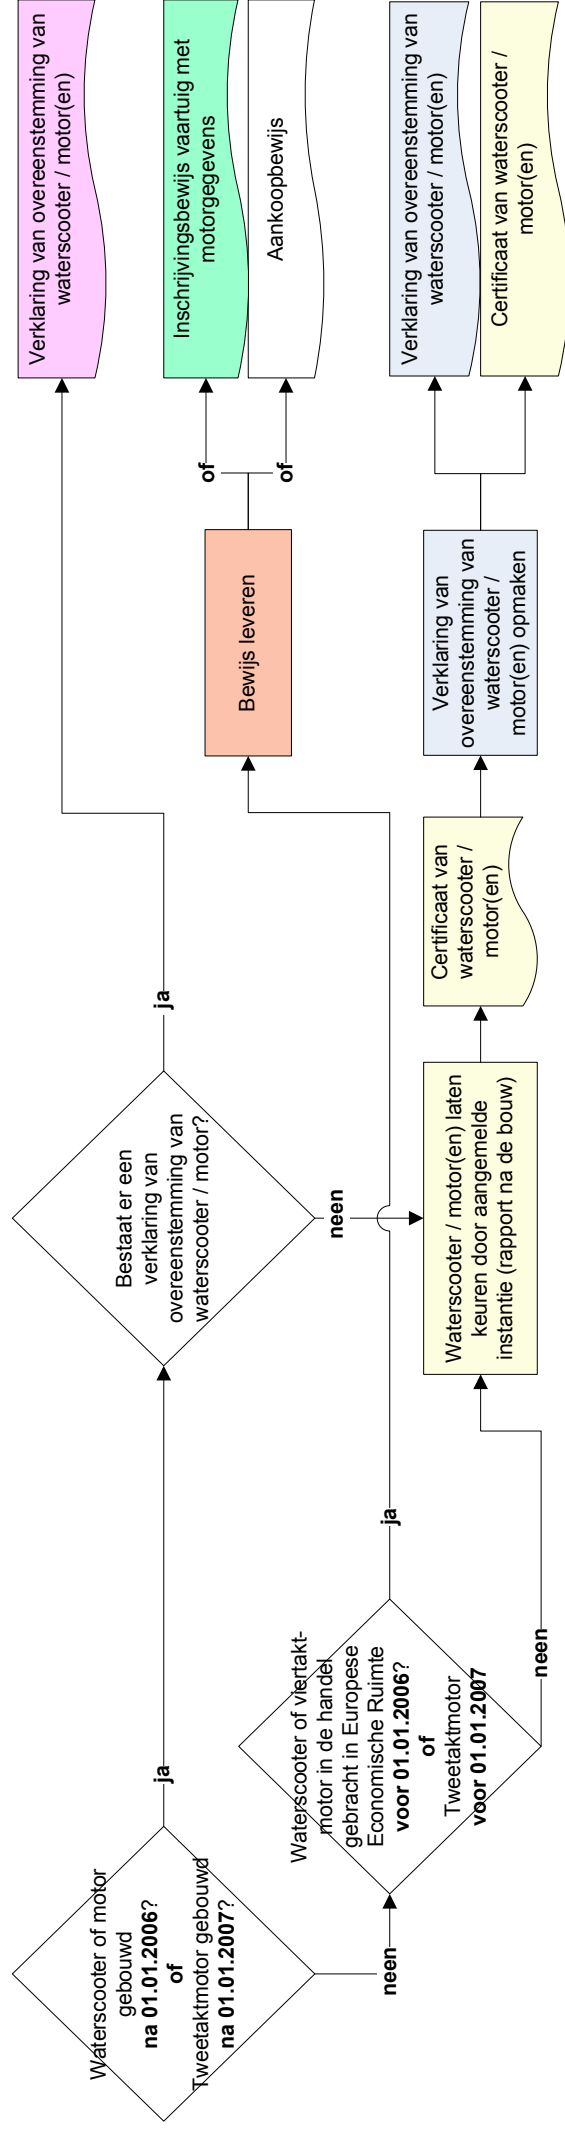 Waterscooter of motor
gebouwd
na 01.01.2006?
of
Tweetaktmotor gebouwd
na 01.01.2007?
ja
neen
Bestaat er een
verklaring van
overeenstemming van
waterscooter / motor?
ja
neen
Verklaring van overeenstemming van
waterscooter / motor(en)
Waterscooter of viertakt-
motor in de handel
gebracht in Europese
Economische Ruimte
voor 01.01.2006?
of
Tweetaktmotor
voor 01.01.2007
ja
neen
Bewijs leveren
of
of
Inschrijvingsbewijs vaartuig met
motorgegevens
Aankoopbewijs
Waterscooter / motor(en) laten
keuren door aangemelde
instantie (rapport na de bouw)
Certificaat van
waterscooter /
motor(en)
Verklaring van
overeenstemming van
waterscooter /
motor(en) opmaken
Verklaring van overeenstemming van
waterscooter / motor(en)
Certificaat van waterscooter /
motor(en)